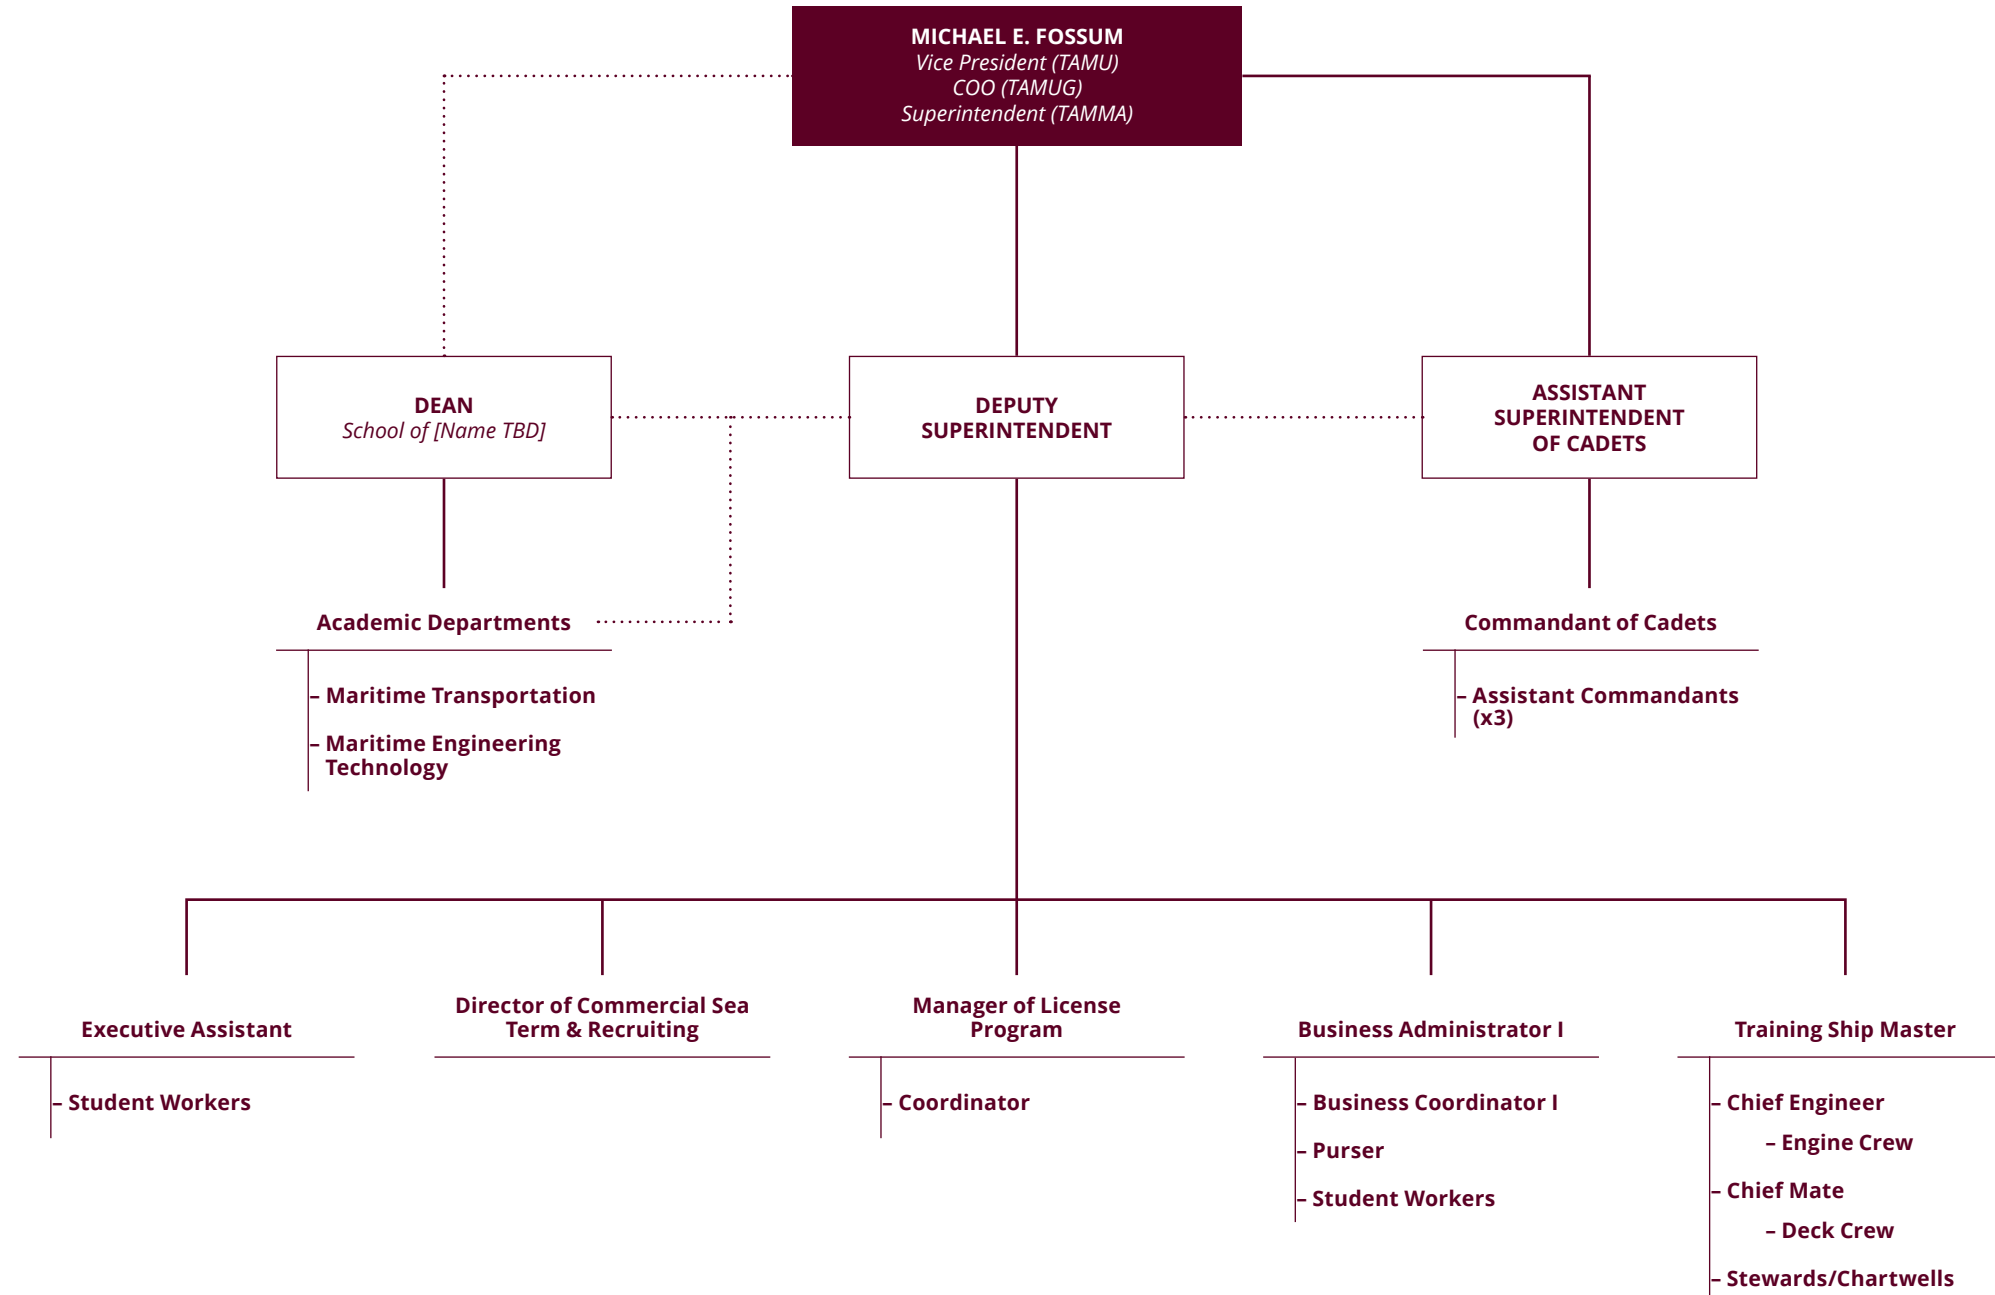 MICHAEL E. FOSSUM
Vice President (TAMU)
COO (TAMUG)
Superintendent (TAMMA)
DEAN
School of [Name TBD]
DEPUTY
SUPERINTENDENT
ASSISTANT
SUPERINTENDENT
OF CADETS
Academic Departments
– Maritime Transportation
– Maritime Engineering
Technology
Commandant of Cadets
– Assistant Commandants
(x3)
Executive Assistant
– Student Workers
Director of Commercial Sea
Term & Recruiting
Manager of License
Program
– Coordinator
Business Administrator I
– Business Coordinator I
– Purser
– Student Workers
Training Ship Master
– Chief Engineer
– Engine Crew
– Chief Mate
– Deck Crew
– Stewards/Chartwells